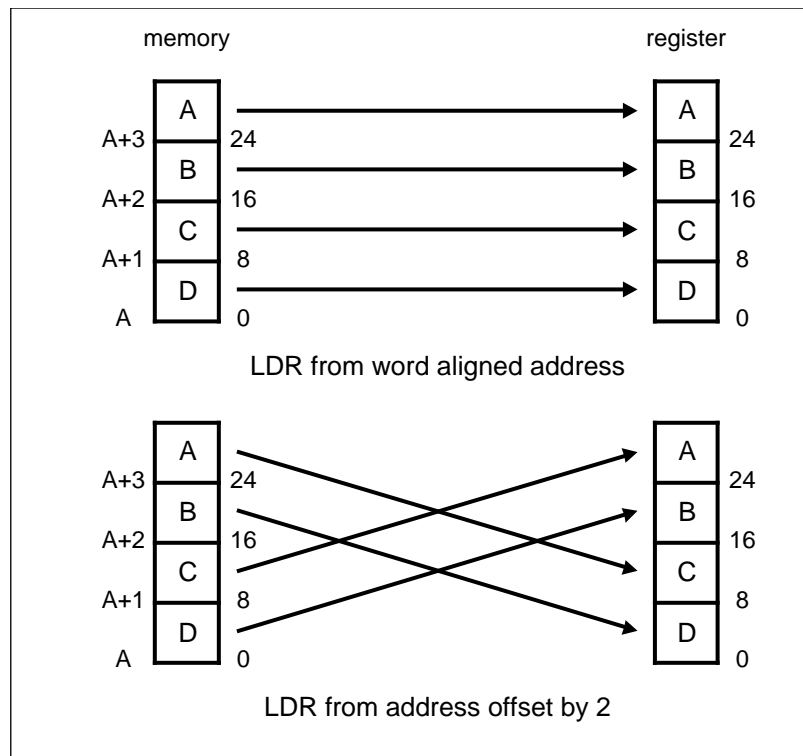 memory register
A A
A+3 24 24
B B
A+2 16 16
C C
A+1 8 8
D D
A 0 0
LDR from word aligned address
A A
A+3 24 24
B B
A+2 16 16
C C
A+1 8 8
D D
A 0 0
LDR from address offset by 2